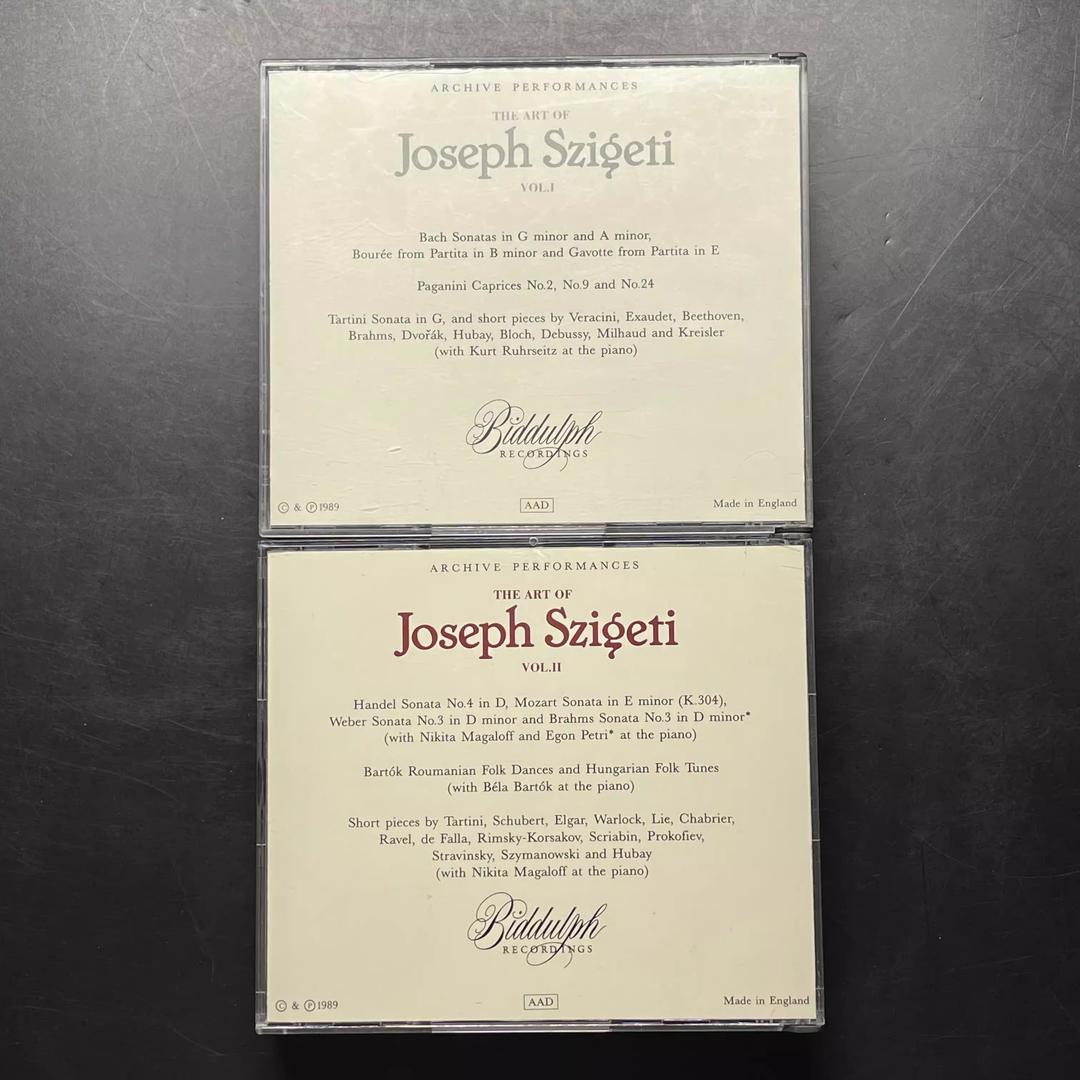 ARCHIVE PERFORMANCES
THE ART OF
Joseph Szigeti
VOL.I
Bach Sonatas in G minor and A minor,
Bourée from Partita in B minor and Gavotte from Partita in E
Paganini Caprices No.2, No.9 and No.24
Tartini Sonata in G, and short pieces by Veracini, Exaudet, Beethoven,
Brahms, Dvořák, Hubay, Bloch, Debussy, Milhaud and Kreisler
(with Kurt Ruhrseitz at the piano)
Biddulph
RECORDINGS
© & ℗1989
AAD
Made in England
ARCHIVE PERFORMANCES
THE ART OF
Joseph Szigeti
VOL.II
Handel Sonata No.4 in D, Mozart Sonata in E minor (K.304),
Weber Sonata No.3 in D minor and Brahms Sonata No.3 in D minor*
(with Nikita Magaloff and Egon Petri* at the piano)
Bartók Roumanian Folk Dances and Hungarian Folk Tunes
(with Béla Bartók at the piano)
Short pieces by Tartini, Schubert, Elgar, Warlock, Lie, Chabrier,
Ravel, de Falla, Rimsky-Korsakov, Scriabin, Prokofiev,
Stravinsky, Szymanowski and Hubay
(with Nikita Magaloff at the piano)
Biddulph
RECORDINGS
© & ℗1989
AAD
Made in England